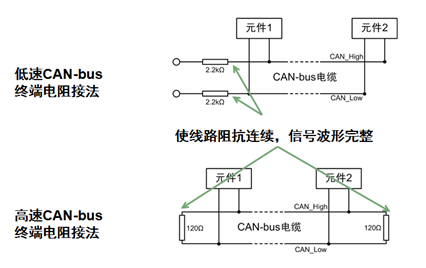 元件1
元件2
低速CAN-bus
终端电阻接法
2.2kΩ
CAN_High
CAN-bus电缆
2.2kΩ
CAN_Low
使线路阻抗连续，信号波形完整
元件1
元件2
高速CAN-bus
终端电阻接法
CAN_High
120Ω
CAN-bus电缆
120Ω
CAN_Low